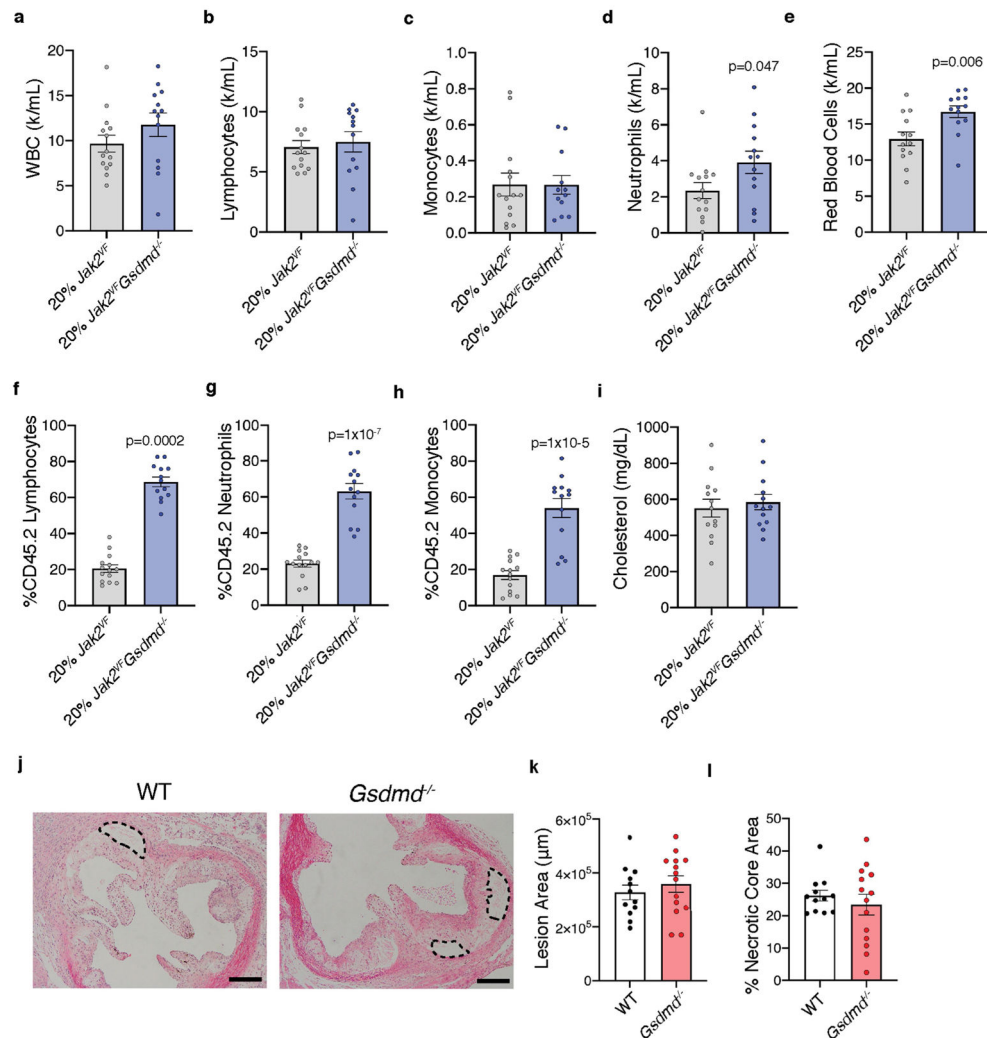 a
WBC (k/mL)
20
15
10
5
0
20% Jak2ⱽᶠ
20% Jak2ⱽᶠGsdmd⁻/⁻
b
Lymphocytes (k/mL)
15
10
5
0
20% Jak2ⱽᶠ
20% Jak2ⱽᶠGsdmd⁻/⁻
c
Monocytes (k/mL)
1.0
0.8
0.6
0.4
0.2
0.0
20% Jak2ⱽᶠ
20% Jak2ⱽᶠGsdmd⁻/⁻
d
Neutrophils (k/mL)
10
8
6
4
2
0
p=0.047
20% Jak2ⱽᶠ
20% Jak2ⱽᶠGsdmd⁻/⁻
e
Red Blood Cells (k/mL)
25
20
15
10
5
0
p=0.006
20% Jak2ⱽᶠ
20% Jak2ⱽᶠGsdmd⁻/⁻
f
%CD45.2 Lymphocytes
100
80
60
40
20
0
p=0.0002
20% Jak2ⱽᶠ
20% Jak2ⱽᶠGsdmd⁻/⁻
g
%CD45.2 Neutrophils
100
80
60
40
20
0
p=1x10⁻⁷
20% Jak2ⱽᶠ
20% Jak2ⱽᶠGsdmd⁻/⁻
h
%CD45.2 Monocytes
100
80
60
40
20
0
p=1x10-5
20% Jak2ⱽᶠ
20% Jak2ⱽᶠGsdmd⁻/⁻
i
Cholesterol (mg/dL)
1000
800
600
400
200
0
20% Jak2ⱽᶠ
20% Jak2ⱽᶠGsdmd⁻/⁻
j
WT
Gsdmd⁻/⁻
k
Lesion Area (µm)
6×10⁵
4×10⁵
2×10⁵
0
WT
Gsdmd⁻/⁻
l
% Necrotic Core Area
50
40
30
20
10
0
WT
Gsdmd⁻/⁻